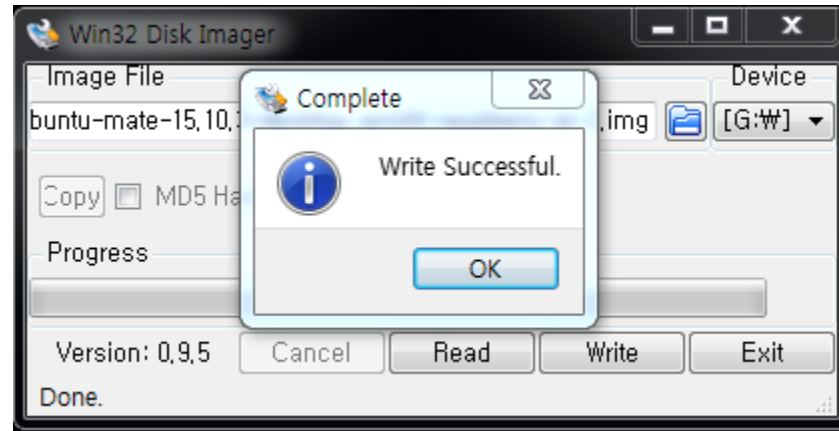 Win32 Disk Imager
Image File
Device
buntu-mate-15,10,
,img
[G:₩]
Complete
Write Successful.
OK
Copy
MD5 Ha
Progress
Version: 0,9,5
Cancel
Read
Write
Exit
Done.